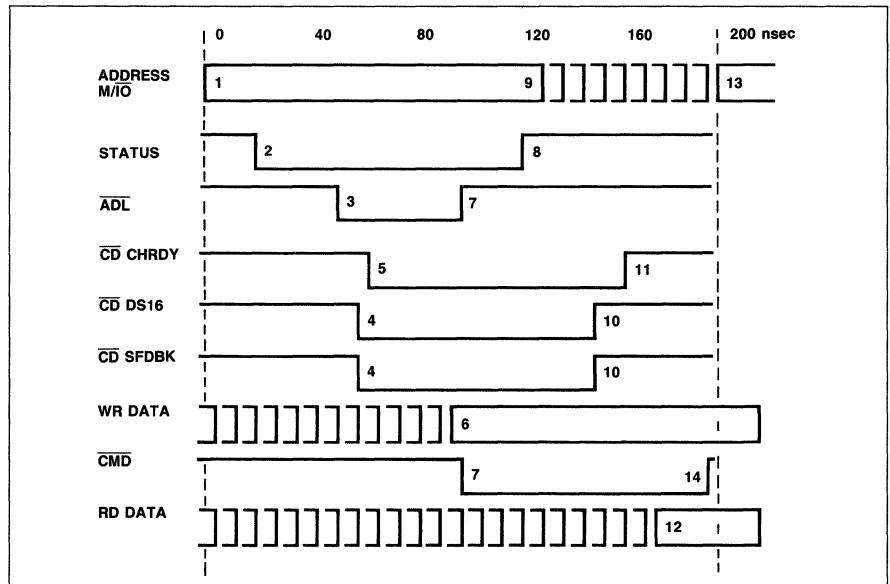 0 40 80 120 160 200 nsec
ADDRESS
M/IO 1 9 13
STATUS 2 8
ADL 3 7
CD CHRDY 5 11
CD DS16 4 10
CD SFDBK 4 10
WR DATA 6
CMD 7 14
RD DATA 12